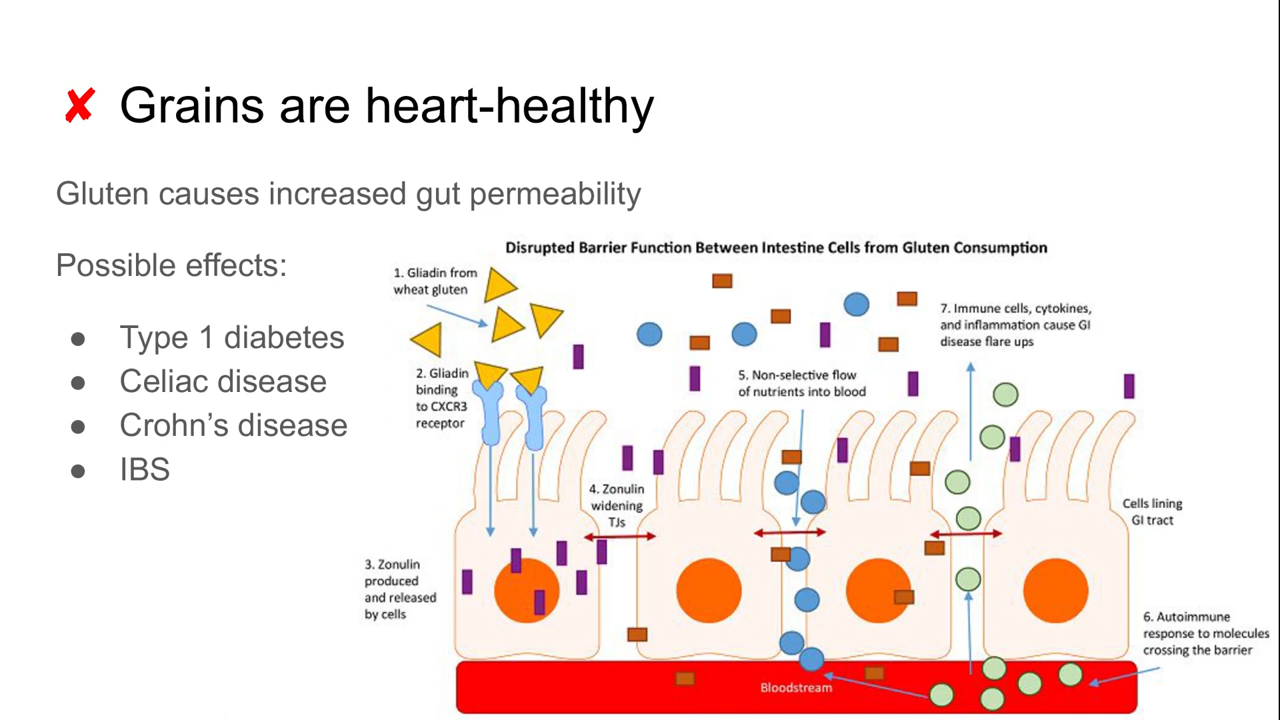 ✘ Grains are heart-healthy
Gluten causes increased gut permeability
Possible effects:
● Type 1 diabetes
● Celiac disease
● Crohn’s disease
● IBS
Disrupted Barrier Function Between Intestine Cells from Gluten Consumption
1. Gliadin from
wheat gluten
2. Gliadin
binding
to CXCR3
receptor
3. Zonulin
produced
and released
by cells
4. Zonulin
widening
TJs
5. Non-selective flow
of nutrients into blood
6. Autoimmune
response to molecules
crossing the barrier
7. Immune cells, cytokines,
and inflammation cause GI
disease flare ups
Cells lining
GI tract
Bloodstream